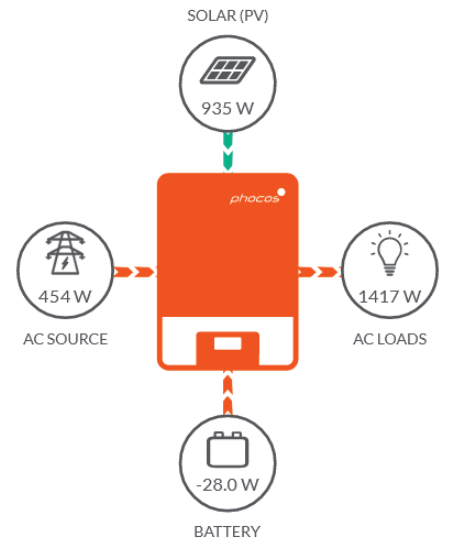 SOLAR (PV)
935 W
phocos
454 W
1417 W
AC SOURCE
AC LOADS
-28.0 W
BATTERY